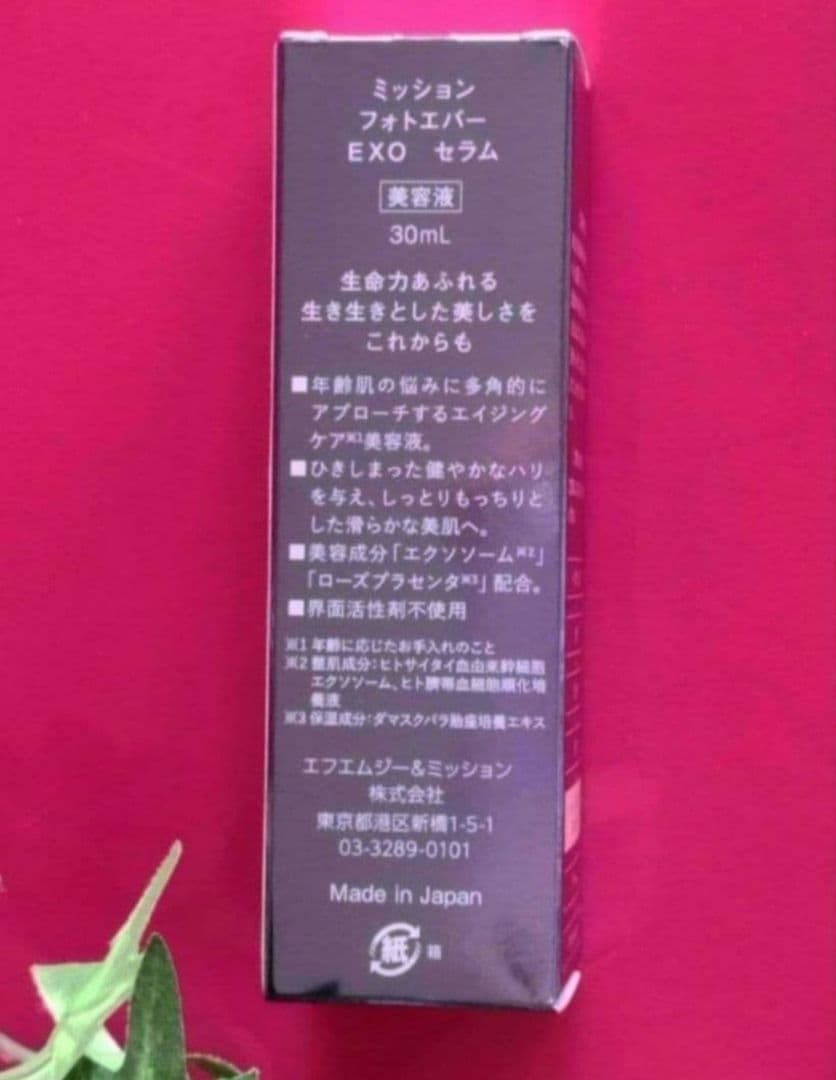 ミッション
フォトエバー
EXO セラム
美容液
30mL
生命力あふれる
生き生きとした美しさを
これからも
■年齢肌の悩みに多角的に
アプローチするエイジング
ケア※1美容液。
■ひきしまった健やかなハリ
を与え、しっとりもっちりと
した滑らかな美肌へ。
■美容成分「エクソソーム※2」
「ローズプラセンタ※3」配合。
■界面活性剤不使用
※1 年齢に応じたお手入れのこと
※2 整肌成分：ヒトサイタイ血由来幹細胞
エクソソーム、ヒト臍帯血細胞順化培
養液
※3 保湿成分：ダマスクバラ胎座培養エキス
エフエムジー&ミッション
株式会社
東京都港区新橋1-5-1
03-3289-0101
Made in Japan
紙 箱